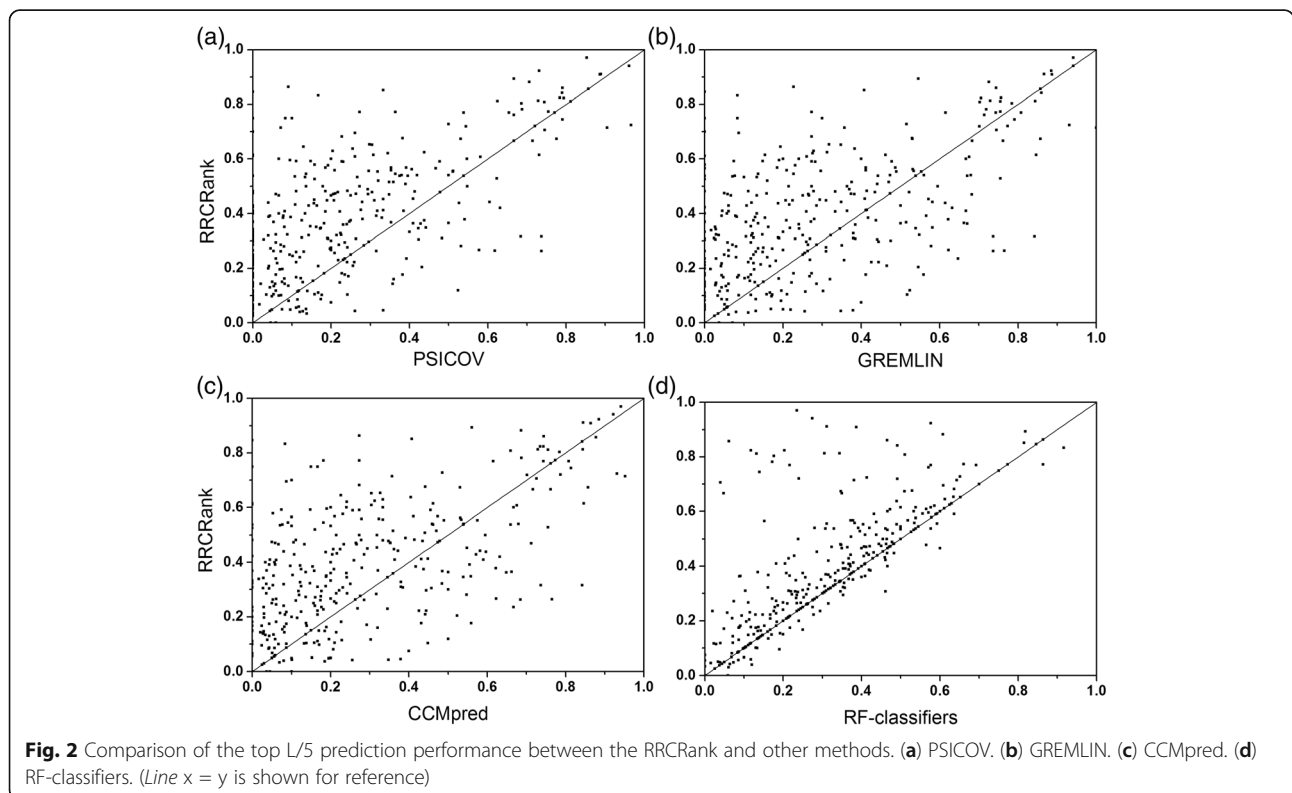 (a)
1.0
0.8
0.6
0.4
0.2
0.0
RRCRank
0.0 0.2 0.4 0.6 0.8 1.0
PSICOV
(b)
1.0
0.8
0.6
0.4
0.2
0.0
0.0 0.2 0.4 0.6 0.8 1.0
GREMLIN
(c)
1.0
0.8
0.6
0.4
0.2
0.0
RRCRank
0.0 0.2 0.4 0.6 0.8 1.0
CCMpred
(d)
1.0
0.8
0.6
0.4
0.2
0.0
0.0 0.2 0.4 0.6 0.8 1.0
RF-classifiers
Fig. 2 Comparison of the top L/5 prediction performance between the RRCRank and other methods. (a) PSICOV. (b) GREMLIN. (c) CCMpred. (d)
RF-classifiers. (Line x = y is shown for reference)